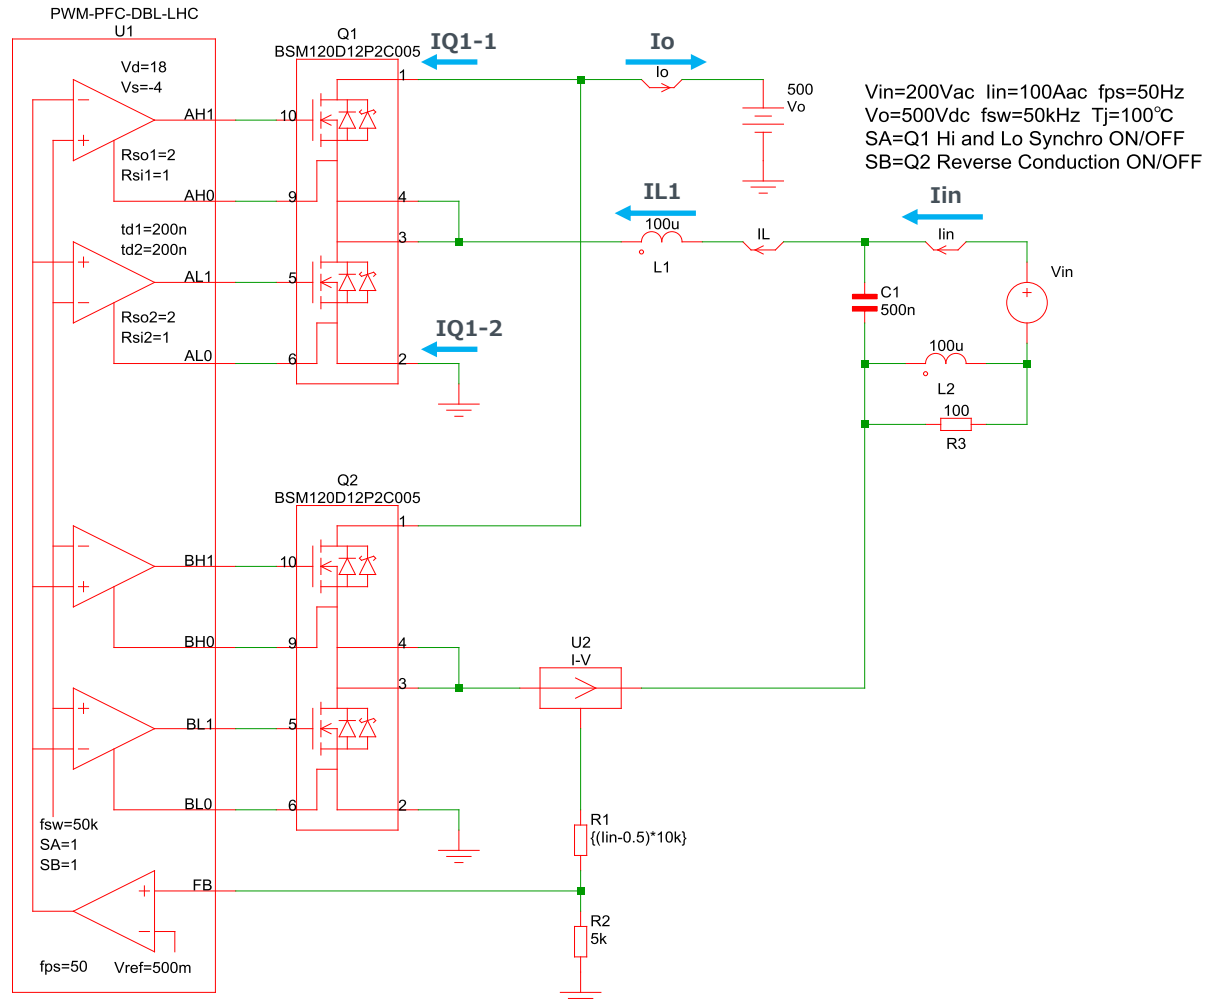 PWM-PFC-DBL-LHC
U1
Vd=18
Vs=-4
AH1
Rso1=2
Rsi1=1
AH0
td1=200n
td2=200n
AL1
Rso2=2
Rsi2=1
AL0
BH1
BH0
BL1
BL0
fsw=50k
SA=1
SB=1
FB
fps=50
Vref=500m
Q1
BSM120D12P2C005
1
10
9
4
3
5
6
2
IQ1-1
IQ1-2
Q2
BSM120D12P2C005
1
10
9
4
3
5
6
2
Io
Io
500
Vo
Vin=200Vac Iin=100Aac fps=50Hz
Vo=500Vdc fsw=50kHz Tj=100℃
SA=Q1 Hi and Lo Synchro ON/OFF
SB=Q2 Reverse Conduction ON/OFF
IL1
100u
L1
IL
Iin
Iin
Vin
+
C1
500n
100u
L2
100
R3
U2
I-V
R1
{(Iin-0.5)*10k}
R2
5k